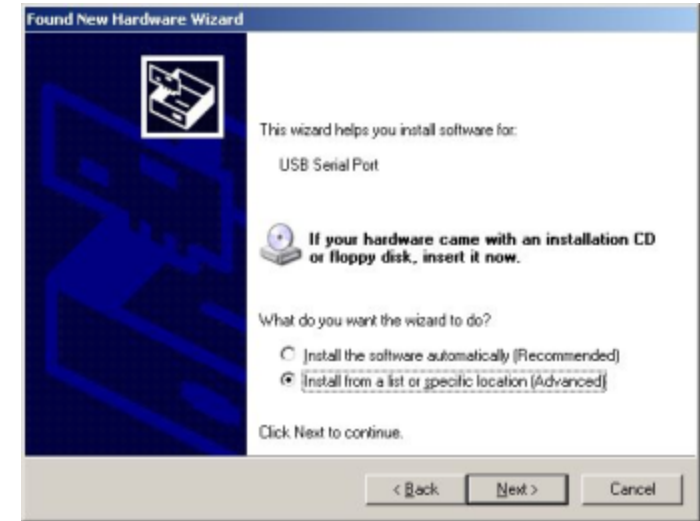 Found New Hardware Wizard
This wizard helps you install software for:
USB Serial Port
If your hardware came with an installation CD
or floppy disk, insert it now.
What do you want the wizard to do?
Install the software automatically (Recommended)
Install from a list or specific location (Advanced)
Click Next to continue.
< Back Next > Cancel